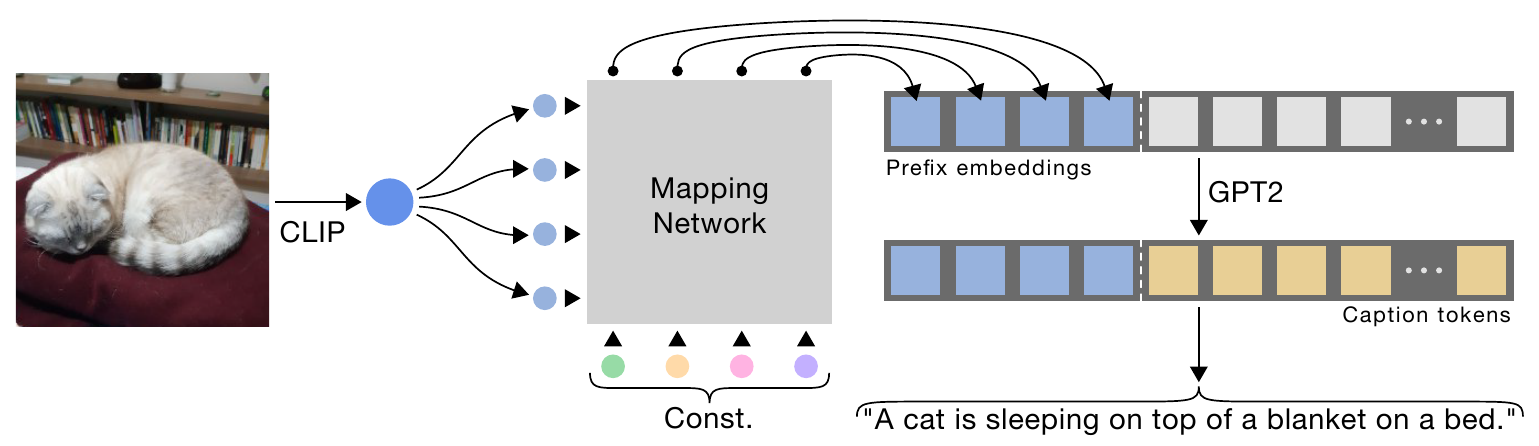 CLIP
Mapping
Network
Const.
Prefix embeddings
GPT2
Caption tokens
"A cat is sleeping on top of a blanket on a bed."